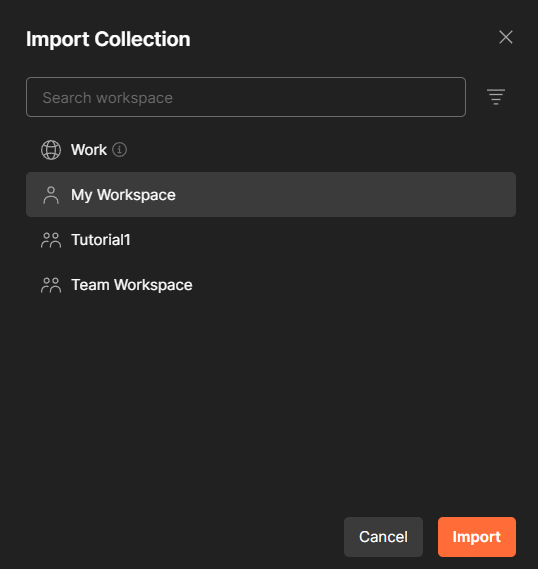 Import Collection
Search workspace
Work
My Workspace
Tutorial1
Team Workspace
Cancel
Import